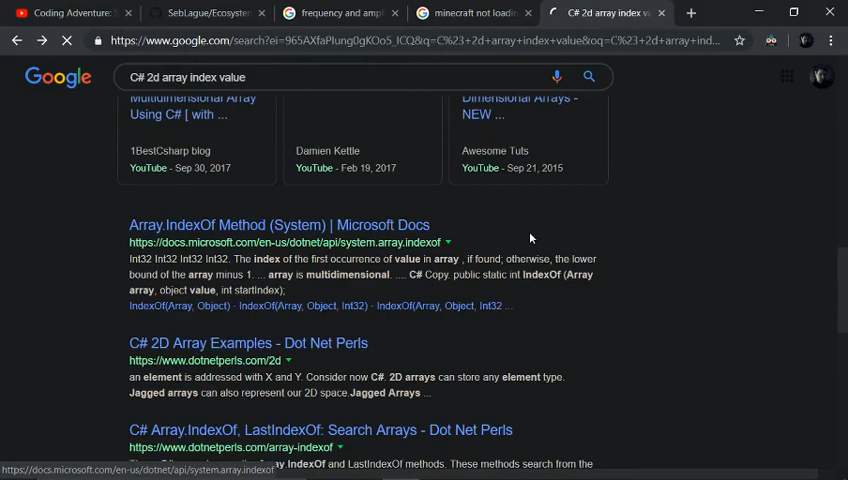 Coding Adventure: S
SebLague/Ecosystem
frequency and amp
minecraft not loadin
C# 2d array index va
https://www.google.com/search?ei=965AXfaPIung0gKOo5_ICQ&q=C%23+2d+array+index+value&oq=C%23+2d+array+ind...
Google
C# 2d array index value
Multidimensional Array
Using C# [ with ...
1BestCsharp blog
YouTube - Sep 30, 2017
Damien Kettle
YouTube - Feb 19, 2017
Dimensional Arrays -
NEW ...
Awesome Tuts
YouTube - Sep 21, 2015
Array.IndexOf Method (System) | Microsoft Docs
https://docs.microsoft.com/en-us/dotnet/api/system.array.indexof
Int32 Int32 Int32 Int32. The index of the first occurrence of value in array , if found; otherwise, the lower
bound of the array minus 1. ... array is multidimensional. .... C# Copy. public static int IndexOf (Array
array, object value, int startIndex);
IndexOf(Array, Object) · IndexOf(Array, Object, Int32) · IndexOf(Array, Object, Int32 ...
C# 2D Array Examples - Dot Net Perls
https://www.dotnetperls.com/2d
an element is addressed with X and Y. Consider now C#. 2D arrays can store any element type.
Jagged arrays can also represent our 2D space.Jagged Arrays ...
C# Array.IndexOf, LastIndexOf: Search Arrays - Dot Net Perls
https://www.dotnetperls.com/array-indexof
IndexOf and LastIndexOf methods. These methods search from the
https://docs.microsoft.com/en-us/dotnet/api/system.array.indexof